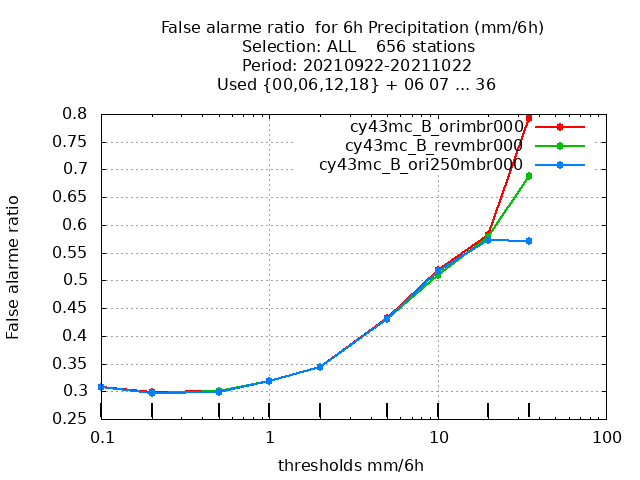 False alarme ratio  for 6h Precipitation (mm/6h)
Selection: ALL    656 stations
Period: 20210922-20211022
Used {00,06,12,18} + 06 07 ... 36
cy43mc_B_orimbr000
cy43mc_B_revmbr000
cy43mc_B_ori250mbr000
False alarme ratio
0.8
0.75
0.7
0.65
0.6
0.55
0.5
0.45
0.4
0.35
0.3
0.25
0.1 1 10 100
thresholds mm/6h